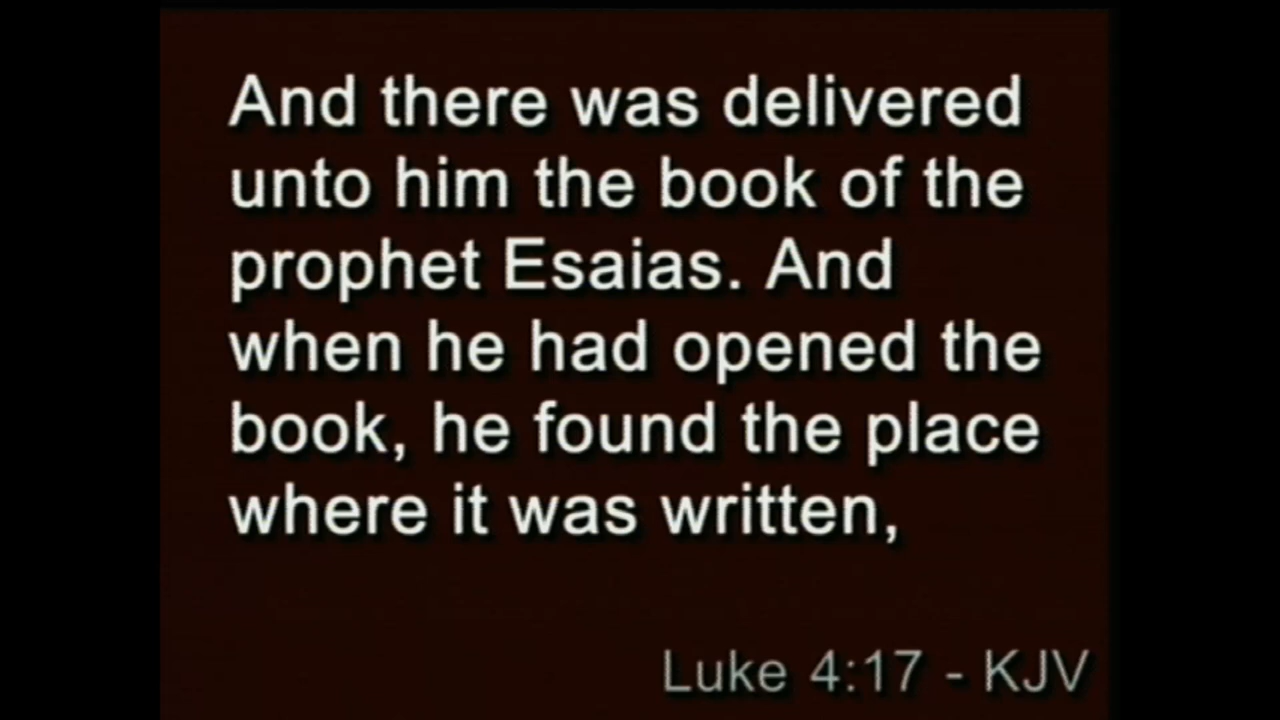 And there was delivered
unto him the book of the
prophet Esaias. And
when he had opened the
book, he found the place
where it was written,
Luke 4:17 - KJV